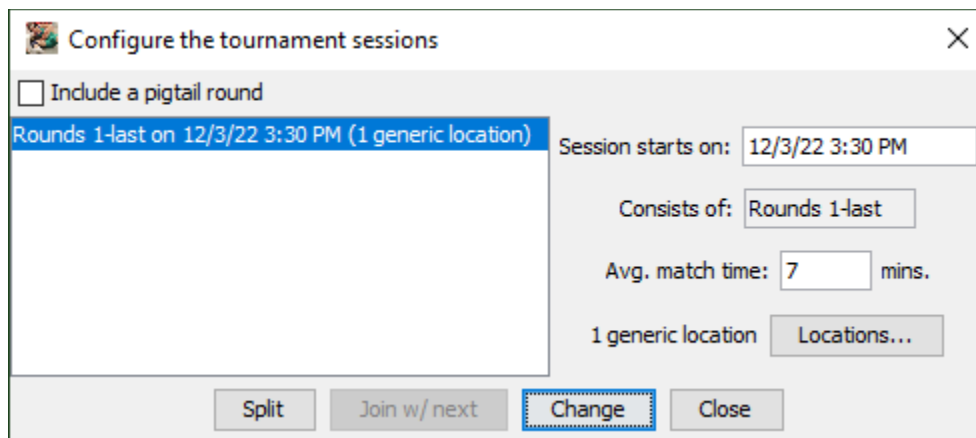 Configure the tournament sessions
Include a pigtail round
Rounds 1-last on 12/3/22 3:30 PM (1 generic location)
Session starts on: 12/3/22 3:30 PM
Consists of: Rounds 1-last
Avg. match time: 7 mins.
1 generic location Locations...
Split Join w/ next Change Close